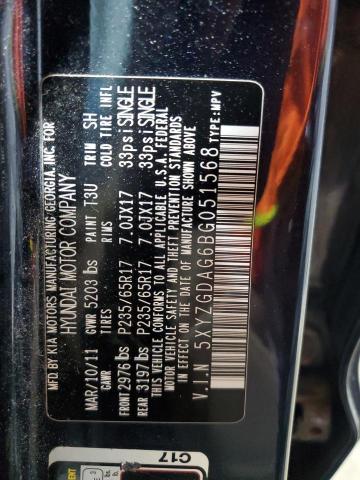 MFD BY KIA MOTORS MANUFACTURING GEORGIA, INC. FOR
HYUNDAI MOTOR COMPANY
MAR/10/11 PAINT T3U TRIM SH
GVWR 5203 lbs
TIRES RIMS COLD TIRE INFL
FRONT 2976 lbs P235/65R17 7.0JX17 33psi SINGLE
REAR 3197 lbs P235/65R17 7.0JX17 33psi SINGLE
THIS VEHICLE CONFORMS TO ALL APPLICABLE U.S.A. FEDERAL
MOTOR VEHICLE SAFETY AND THEFT PREVENTION STANDARDS
IN EFFECT ON THE DATE OF MANUFACTURE SHOWN ABOVE.
V.I.N 5XYZGDAG6BG051568 TYPE:MPV
C17